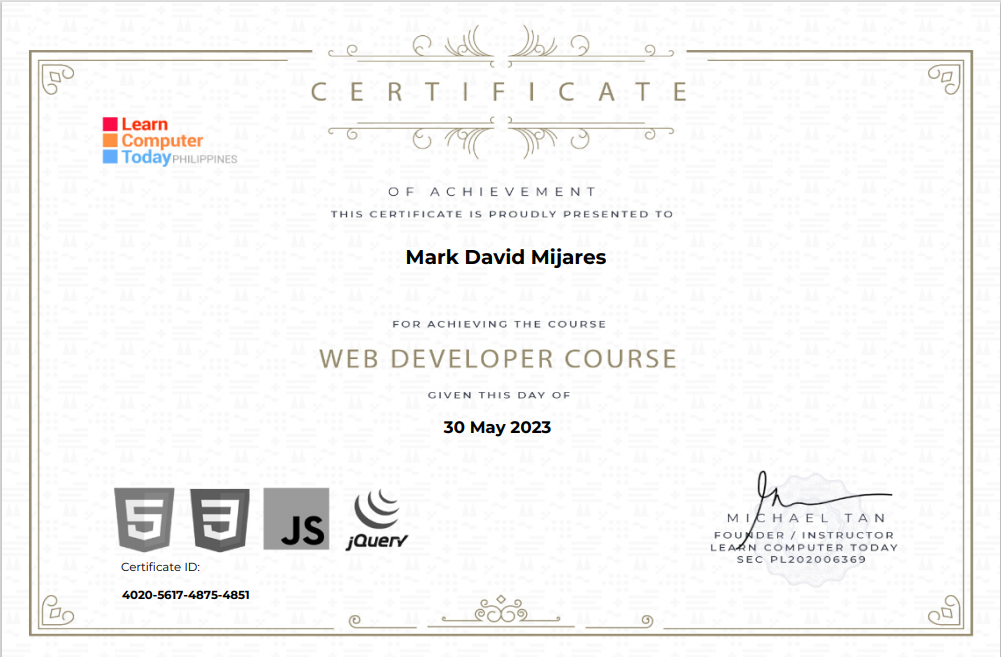 CERTIFICATE
Learn
Computer
Today PHILIPPINES
OF ACHIEVEMENT
THIS CERTIFICATE IS PROUDLY PRESENTED TO
Mark David Mijares
FOR ACHIEVING THE COURSE
WEB DEVELOPER COURSE
GIVEN THIS DAY OF
30 May 2023
5
3
JS
jQuery
MICHAEL TAN
FOUNDER / INSTRUCTOR
LEARN COMPUTER TODAY
SEC PL202006369
Certificate ID:
4020-5617-4875-4851